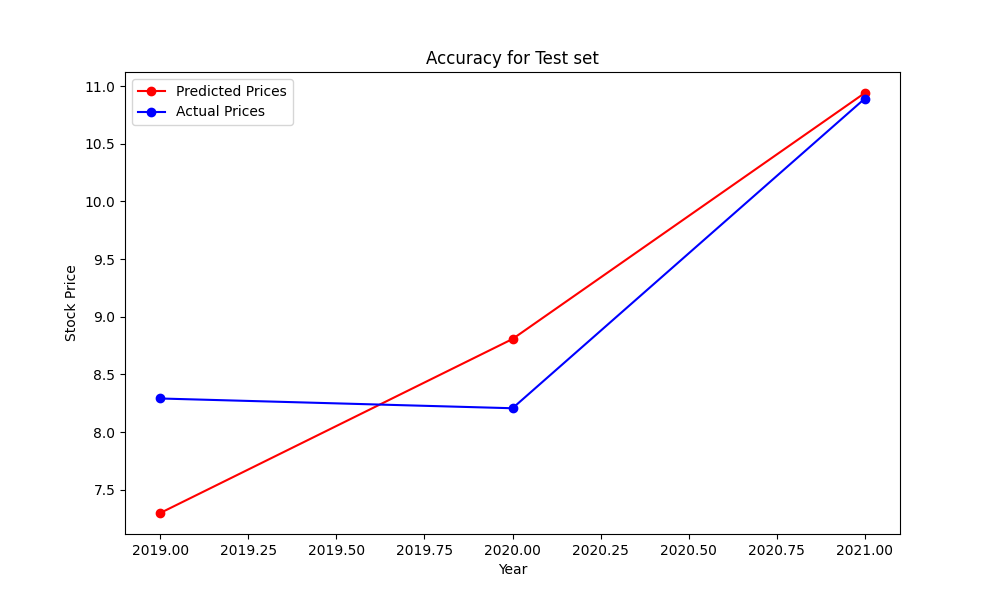 Accuracy for Test set
Predicted Prices
Actual Prices
11.0
10.5
10.0
9.5
9.0
8.5
8.0
7.5
Stock Price
2019.00 2019.25 2019.50 2019.75 2020.00 2020.25 2020.50 2020.75 2021.00
Year